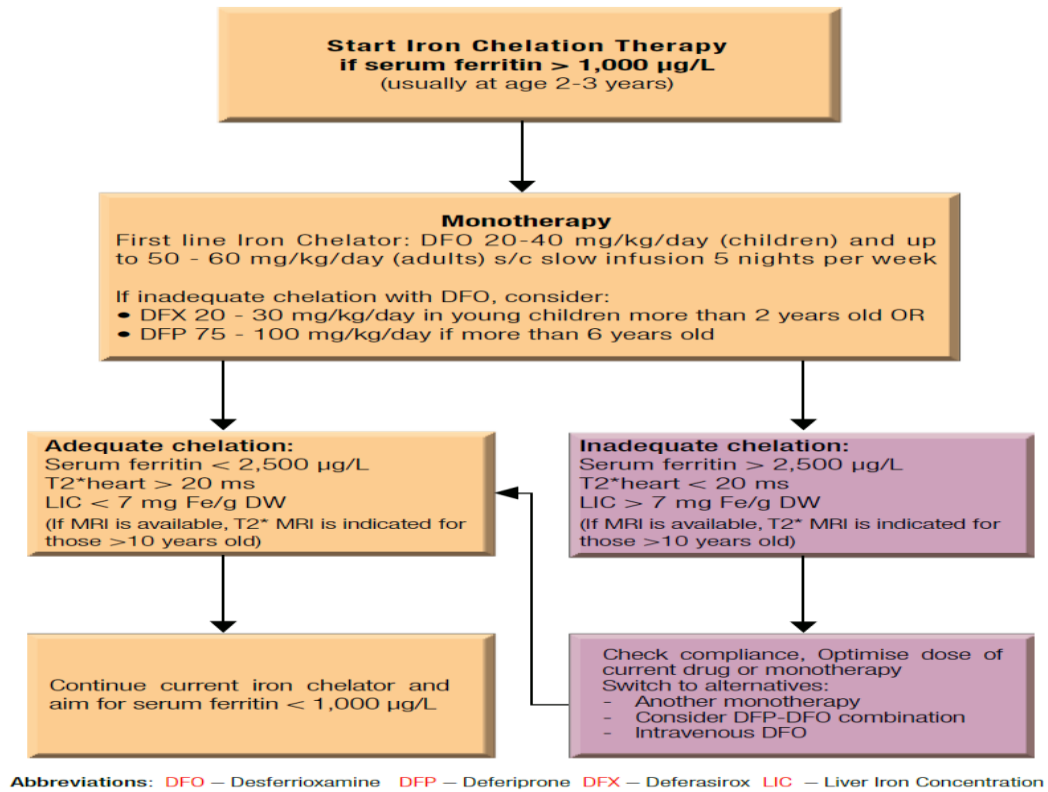 Start Iron Chelation Therapy
if serum ferritin > 1,000 µg/L
(usually at age 2-3 years)
Monotherapy
First line Iron Chelator: DFO 20-40 mg/kg/day (children) and up
to 50 - 60 mg/kg/day (adults) s/c slow infusion 5 nights per week
If inadequate chelation with DFO, consider:
• DFX 20 - 30 mg/kg/day in young children more than 2 years old OR
• DFP 75 - 100 mg/kg/day if more than 6 years old
Adequate chelation:
Serum ferritin < 2,500 µg/L
T2*heart > 20 ms
LIC < 7 mg Fe/g DW
(If MRI is available, T2* MRI is indicated for
those >10 years old)
Inadequate chelation:
Serum ferritin > 2,500 µg/L
T2*heart < 20 ms
LIC > 7 mg Fe/g DW
(If MRI is available, T2* MRI is indicated for
those >10 years old)
Continue current iron chelator and
aim for serum ferritin < 1,000 µg/L
Check compliance, Optimise dose of
current drug or monotherapy
Switch to alternatives:
- Another monotherapy
- Consider DFP-DFO combination
- Intravenous DFO
Abbreviations: DFO – Desferrioxamine DFP – Deferiprone DFX – Deferasirox LIC – Liver Iron Concentration